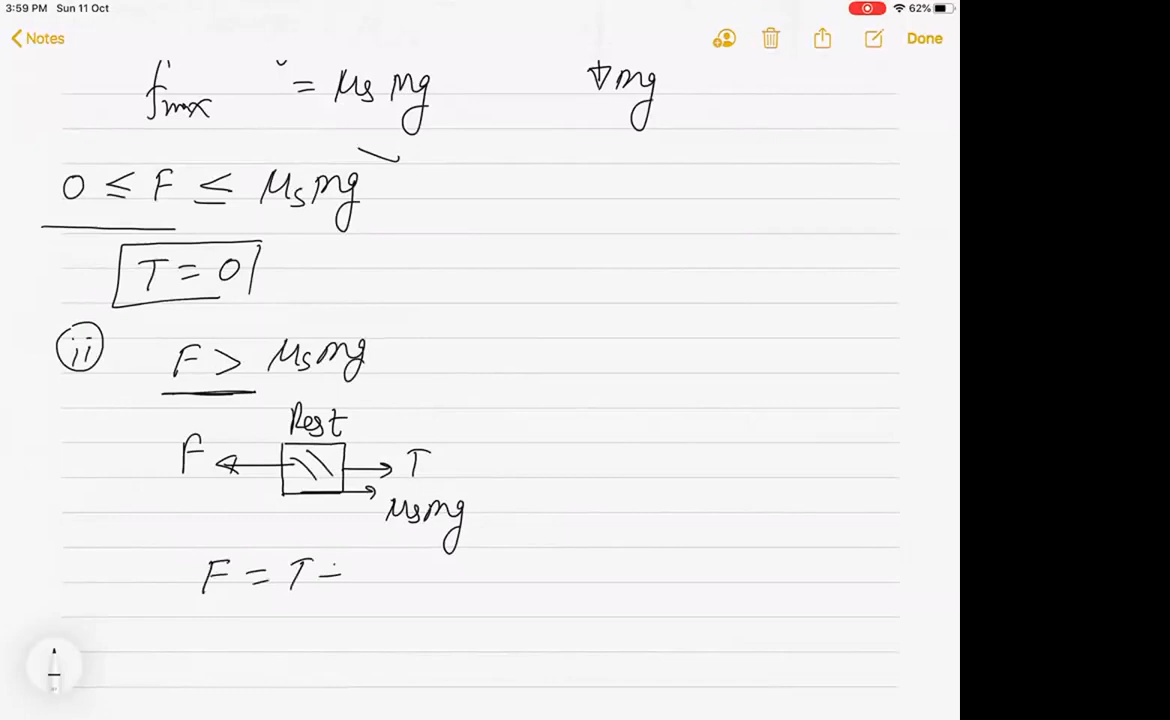 3:59 PM Sun 11 Oct 62%
Notes Done
fmax = μs mg mg
0 ≤ F ≤ μs mg
T = 0
ii F > μs mg
Rest
F T
μs mg
F = T